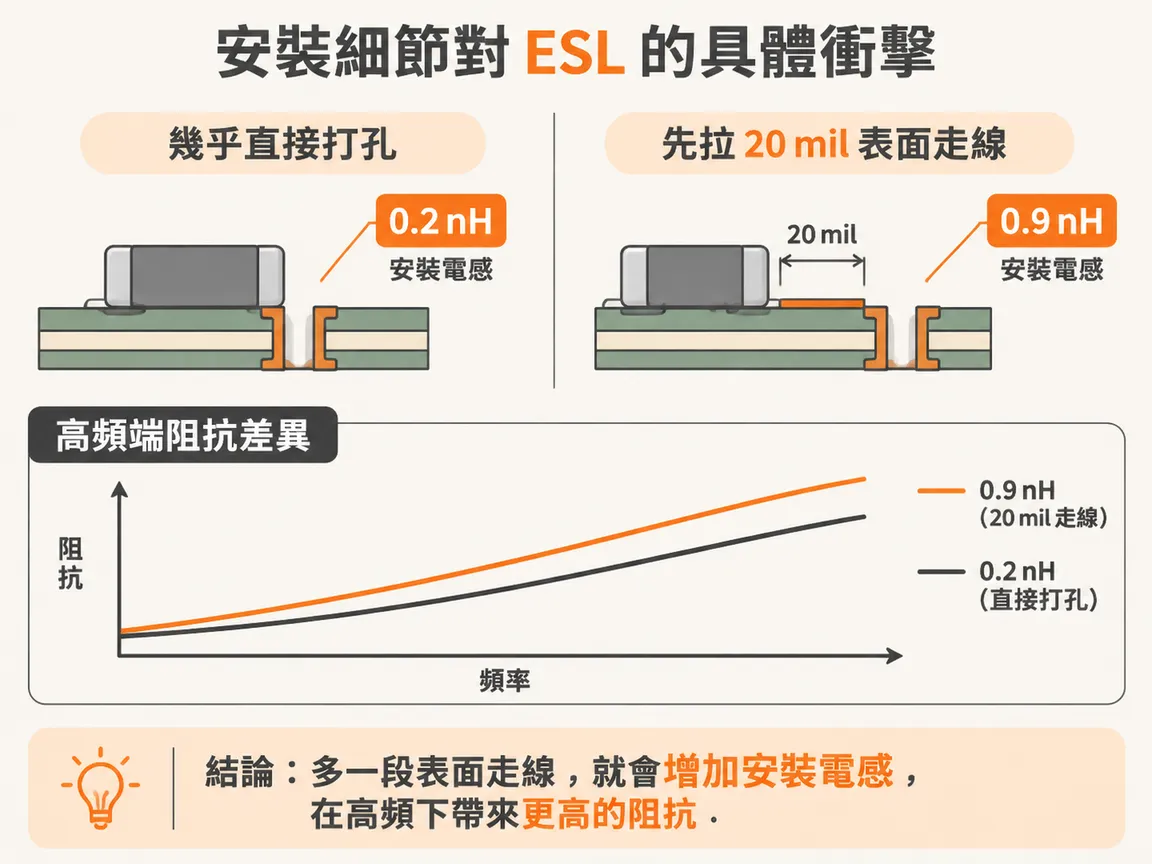 安裝細節對 ESL 的具體衝擊
幾乎直接打孔
0.2 nH
安裝電感
先拉 20 mil 表面走線
20 mil
0.9 nH
安裝電感
高頻端阻抗差異
阻抗
頻率
0.9 nH
(20 mil 走線)
0.2 nH
(直接打孔)
結論：多一段表面走線，就會增加安裝電感，
在高頻下帶來更高的阻抗．